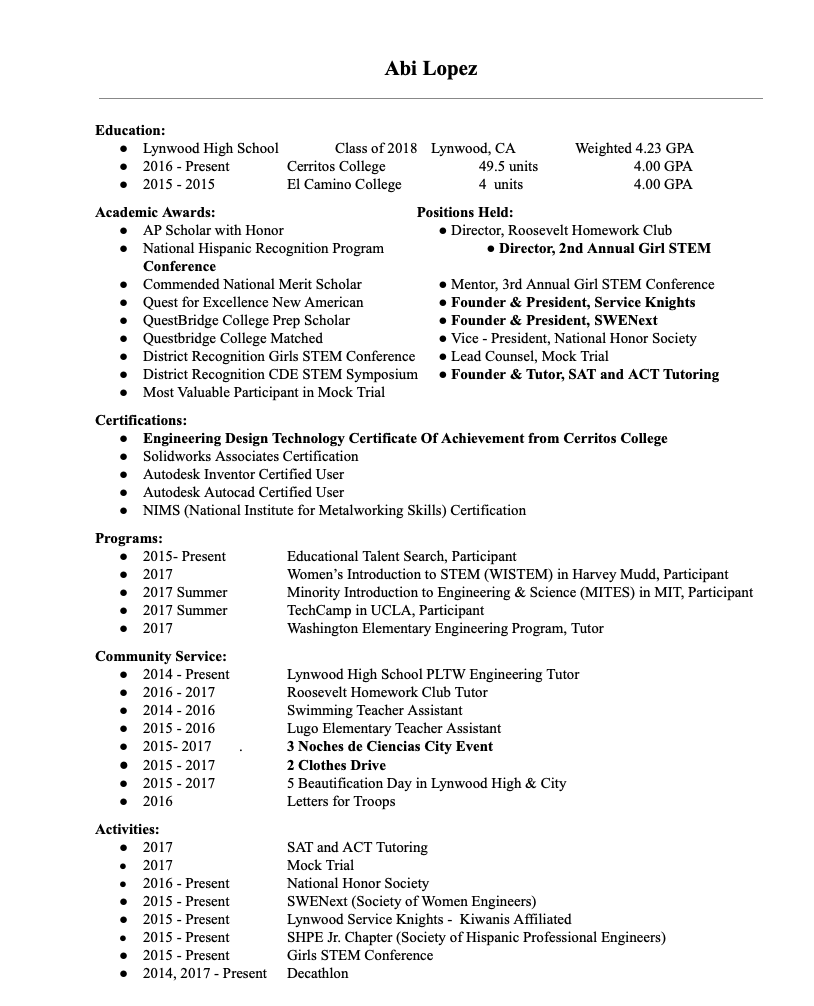 Abi Lopez
Education:
● Lynwood High School Class of 2018 Lynwood, CA Weighted 4.23 GPA
● 2016 - Present Cerritos College 49.5 units 4.00 GPA
● 2015 - 2015 El Camino College 4 units 4.00 GPA
Academic Awards: Positions Held:
● AP Scholar with Honor ● Director, Roosevelt Homework Club
● National Hispanic Recognition Program ● Director, 2nd Annual Girl STEM
Conference
● Commended National Merit Scholar ● Mentor, 3rd Annual Girl STEM Conference
● Quest for Excellence New American ● Founder & President, Service Knights
● QuestBridge College Prep Scholar ● Founder & President, SWENext
● Questbridge College Matched ● Vice - President, National Honor Society
● District Recognition Girls STEM Conference ● Lead Counsel, Mock Trial
● District Recognition CDE STEM Symposium ● Founder & Tutor, SAT and ACT Tutoring
● Most Valuable Participant in Mock Trial
Certifications:
● Engineering Design Technology Certificate Of Achievement from Cerritos College
● Solidworks Associates Certification
● Autodesk Inventor Certified User
● Autodesk Autocad Certified User
● NIMS (National Institute for Metalworking Skills) Certification
Programs:
● 2015- Present Educational Talent Search, Participant
● 2017 Women’s Introduction to STEM (WISTEM) in Harvey Mudd, Participant
● 2017 Summer Minority Introduction to Engineering & Science (MITES) in MIT, Participant
● 2017 Summer TechCamp in UCLA, Participant
● 2017 Washington Elementary Engineering Program, Tutor
Community Service:
● 2014 - Present Lynwood High School PLTW Engineering Tutor
● 2016 - 2017 Roosevelt Homework Club Tutor
● 2014 - 2016 Swimming Teacher Assistant
● 2015 - 2016 Lugo Elementary Teacher Assistant
● 2015- 2017 . 3 Noches de Ciencias City Event
● 2015 - 2017 2 Clothes Drive
● 2015 - 2017 5 Beautification Day in Lynwood High & City
● 2016 Letters for Troops
Activities:
● 2017 SAT and ACT Tutoring
● 2017 Mock Trial
● 2016 - Present National Honor Society
● 2015 - Present SWENext (Society of Women Engineers)
● 2015 - Present Lynwood Service Knights - Kiwanis Affiliated
● 2015 - Present SHPE Jr. Chapter (Society of Hispanic Professional Engineers)
● 2015 - Present Girls STEM Conference
● 2014, 2017 - Present Decathlon